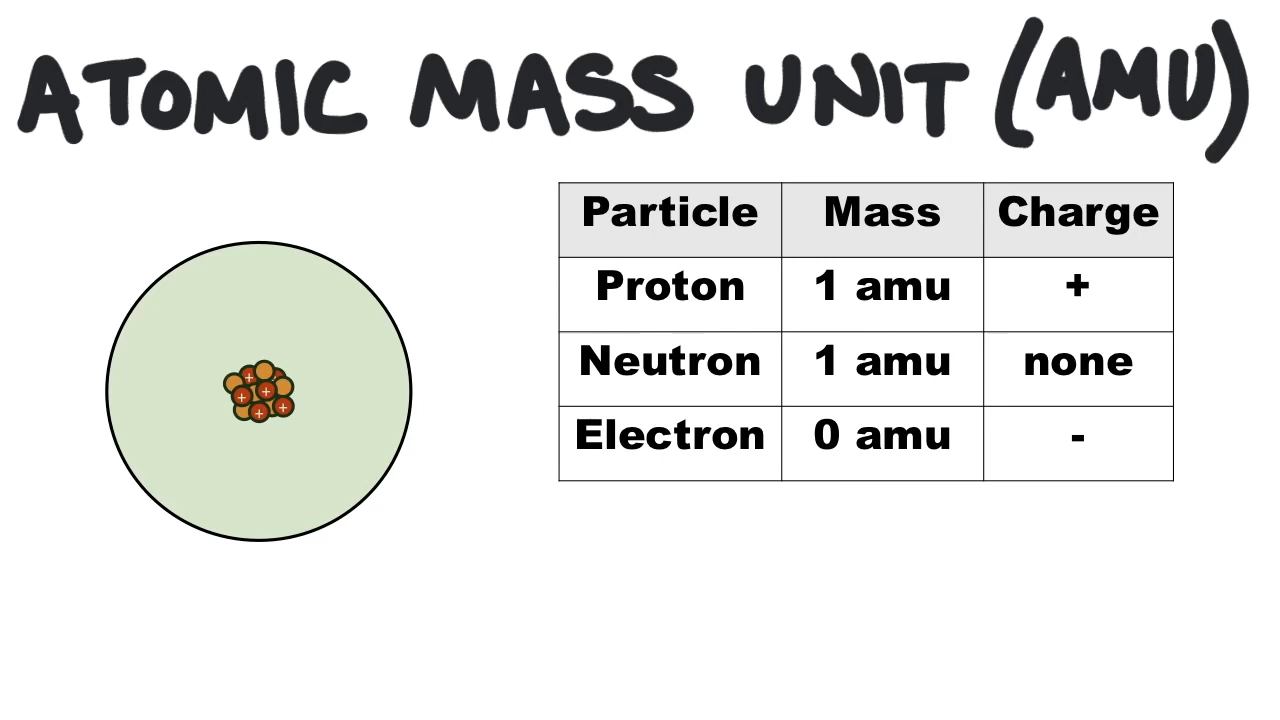 ATOMIC MASS UNIT (AMU)
Particle Mass Charge
Proton 1 amu +
Neutron 1 amu none
Electron 0 amu -
+
+
+
+
+